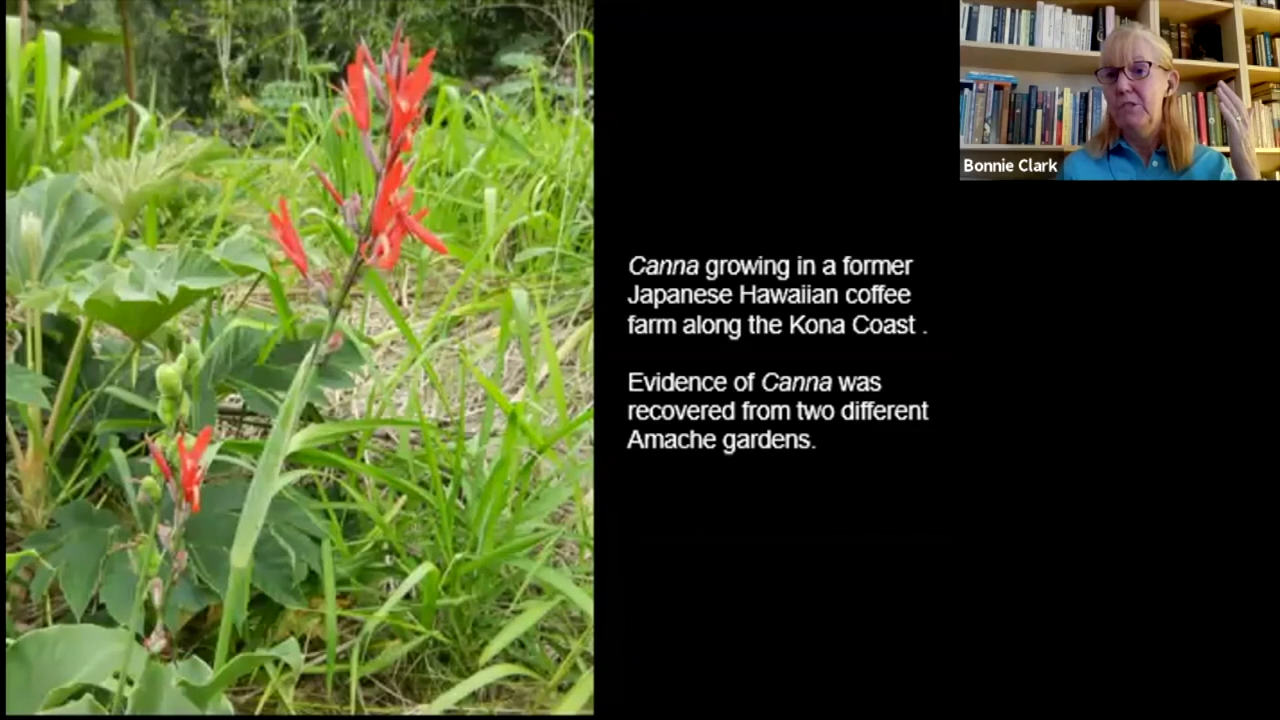 Bonnie Clark
Canna growing in a former
Japanese Hawaiian coffee
farm along the Kona Coast .
Evidence of Canna was
recovered from two different
Amache gardens.